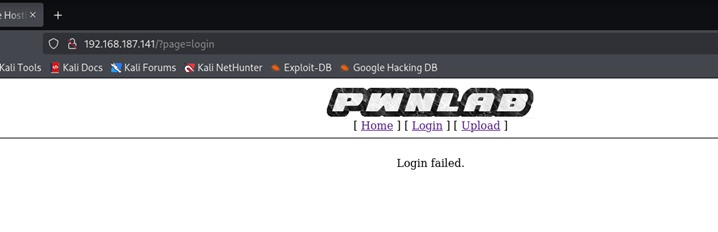 e Hosti
192.168.187.141/?page=login
Kali Tools Kali Docs Kali Forums Kali NetHunter Exploit-DB Google Hacking DB
PWNLAB
[ Home ] [ Login ] [ Upload ]
Login failed.